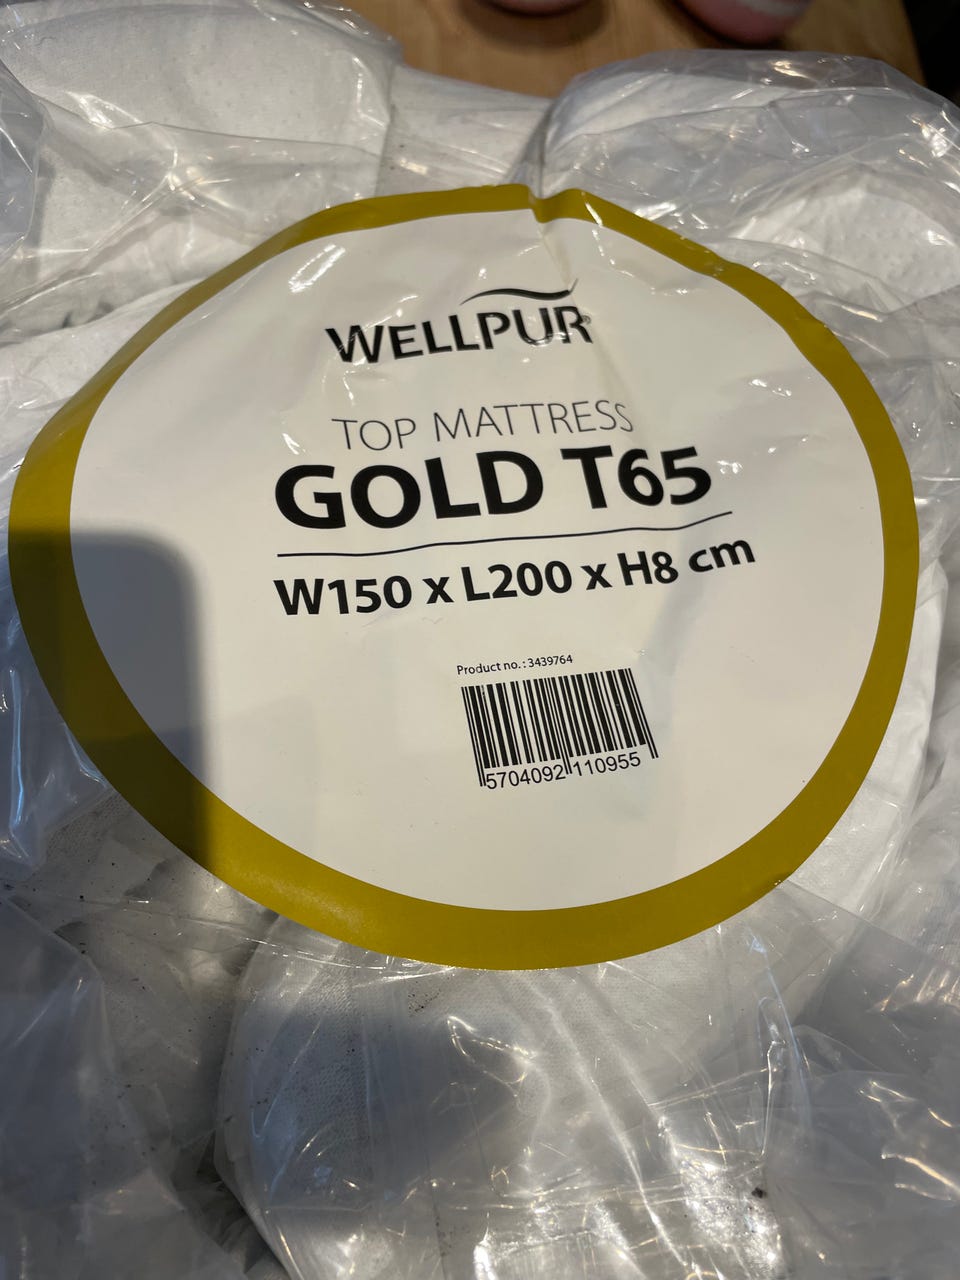 WELLPUR
TOP MATTRESS
GOLD T65
W150 x L200 x H8 cm
Product no.: 3439764
5704092 110955